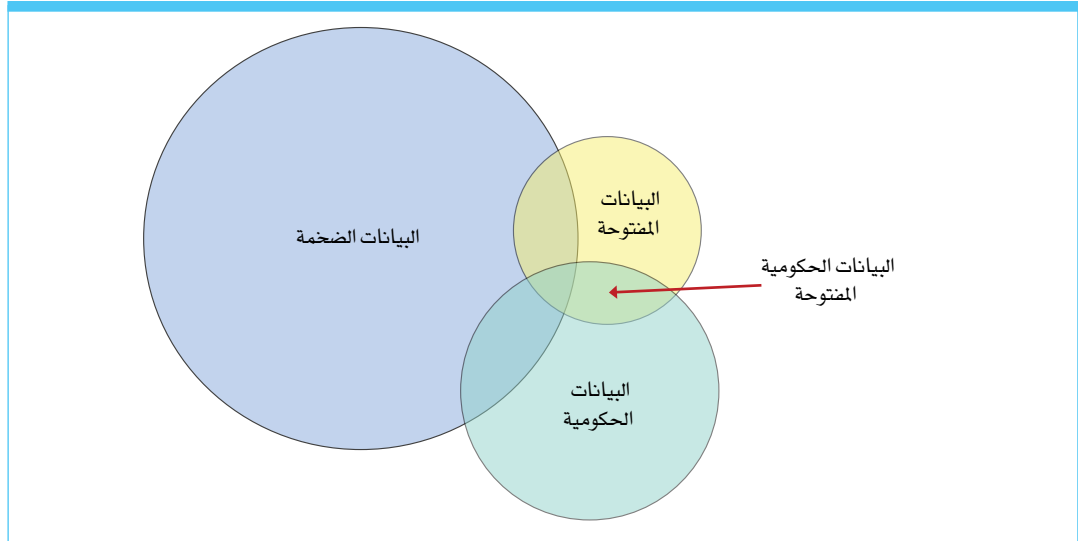 البيانات
المفتوحة
البيانات الضخمة
البيانات الحكومية
المفتوحة
البيانات
الحكومية